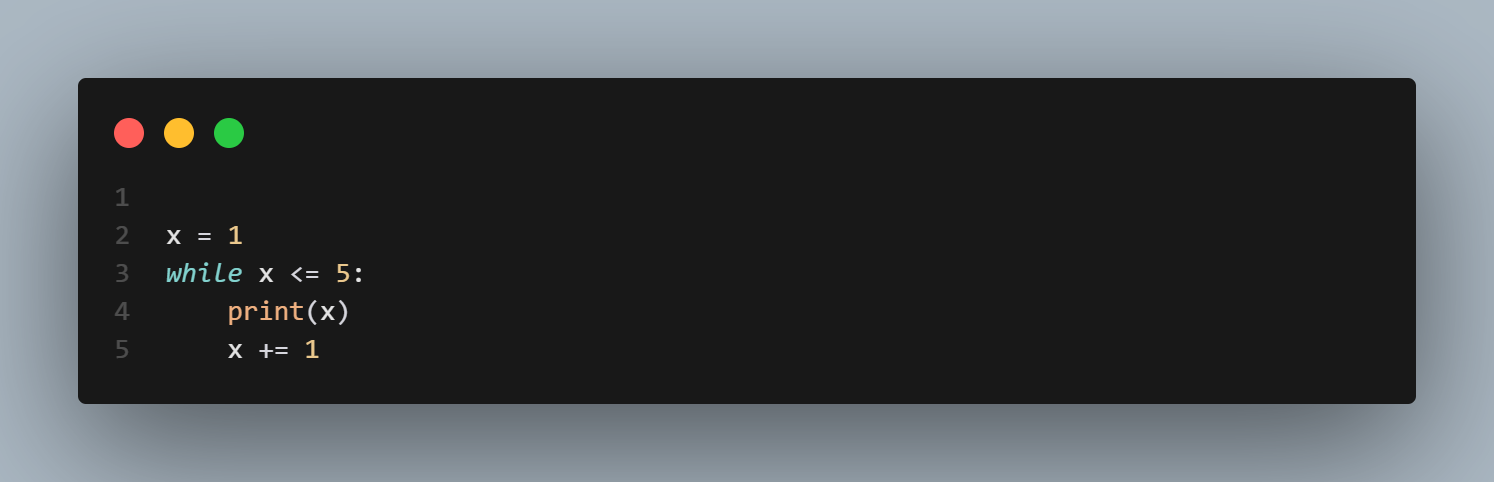 1
2 x = 1
3 while x <= 5:
4     print(x)
5     x += 1